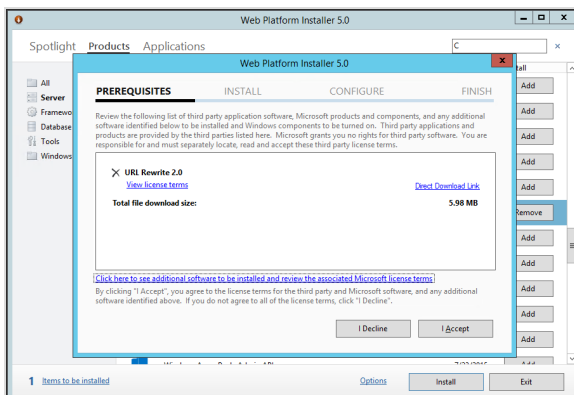 Web Platform Installer 5.0
Spotlight Products Applications
C
All
Server
Framewo
Database
Tools
Windows
tall
Add
Add
Add
Add
Add
Remove
Add
Add
Add
Add
Add
Web Platform Installer 5.0
PREREQUISITES INSTALL CONFIGURE FINISH
Review the following list of third party application software, Microsoft products and components, and any additional
software identified below to be installed and Windows components to be turned on. Third party applications and
products are provided by the third parties listed here. Microsoft grants you no rights for third party software. You are
responsible for and must separately locate, read and accept these third party license terms.
URL Rewrite 2.0
View license terms Direct Download Link
Total file download size: 5.98 MB
Click here to see additional software to be installed and review the associated Microsoft license terms
By clicking "I Accept", you agree to the license terms for the third party and Microsoft software, and any additional
software identified above. If you do not agree to all of the license terms, click "I Decline".
I Decline I Accept
1 Items to be installed Options Install Exit